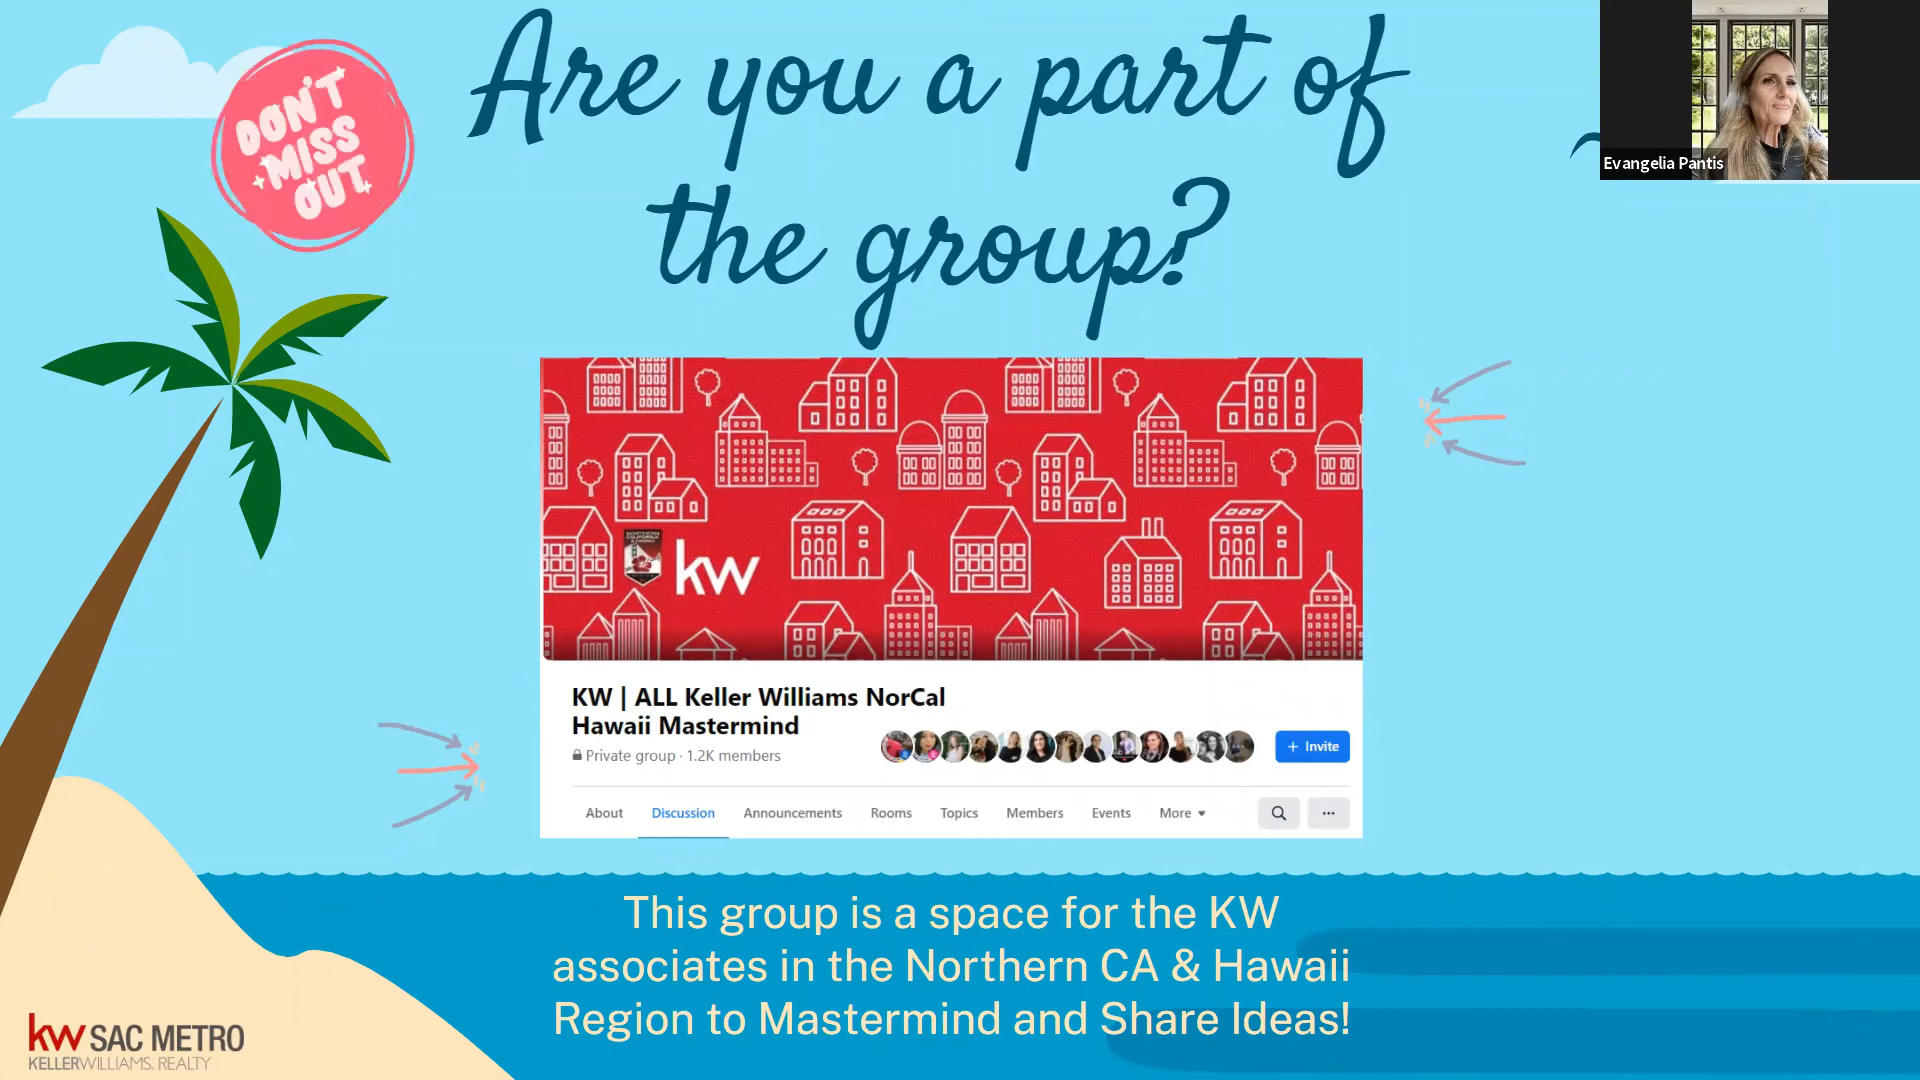 Are you a part of
the group?
DON'T
MISS
OUT
Evangelia Pantis
NORTHERN
CALIFORNIA
& HAWAII
kw
KW | ALL Keller Williams NorCal
Hawaii Mastermind
Private group · 1.2K members
+ Invite
About Discussion Announcements Rooms Topics Members Events More
This group is a space for the KW
associates in the Northern CA & Hawaii
Region to Mastermind and Share Ideas!
kw SAC METRO
KELLERWILLIAMS. REALTY